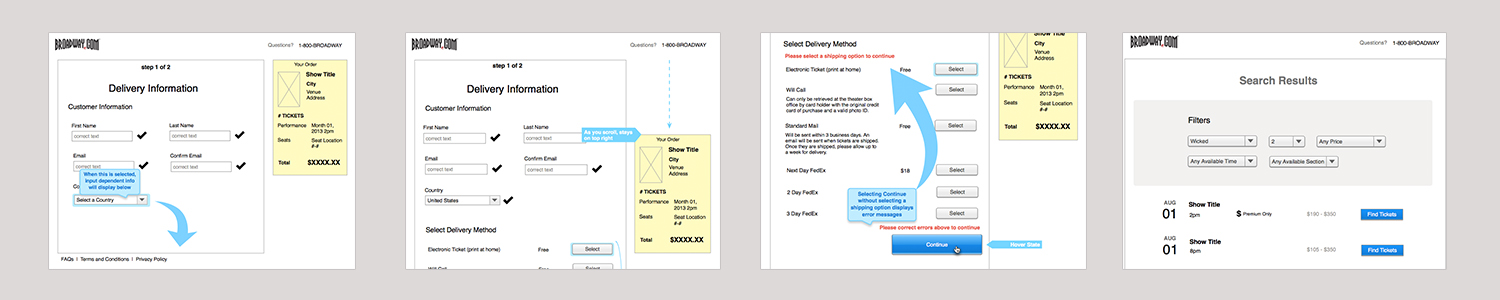 BROADWAY.COM
Questions? 1-800-BROADWAY
step 1 of 2
Delivery Information
Customer Information
First Name
Last Name
correct text
correct text
Email
Confirm Email
correct text
correct text
When this is selected,
input dependent info
will display below
Select a Country
FAQs | Terms and Conditions | Privacy Policy
Your Order
Show Title
City
Venue
Address
# TICKETS
Performance Month 01,
2013 2pm
Seats Seat Location
#-#
Total $XXXX.XX
BROADWAY.COM
Questions? 1-800-BROADWAY
step 1 of 2
Delivery Information
Customer Information
First Name
Last Name
correct text
correct text
Email
Confirm Email
correct text
correct text
Country
United States
Select Delivery Method
Electronic Ticket (print at home) Free Select
Will Call
As you scroll, stays
on top right
Your Order
Show Title
City
Venue
Address
# TICKETS
Performance Month 01,
2013 2pm
Seats Seat Location
#-#
Total $XXXX.XX
Select Delivery Method
Please select a shipping option to continue
Electronic Ticket (print at home) Free Select
Will Call Select
Can only be retrieved at the theater box
office by card holder with the original credit
card of purchase and a valid photo ID.
Standard Mail Free Select
Will be sent within 3 business days. An
email will be sent when tickets are shipped.
Once they are shipped, please allow up to
a week for delivery.
Next Day FedEx $18 Select
2 Day FedEx Select
3 Day FedEx Select
Selecting Continue
without selecting a
shipping option displays
error messages
Please correct errors above to continue
Continue
Hover State
Show Title
City
Venue
Address
# TICKETS
Performance Month 01,
2013 2pm
Seats Seat Location
#-#
Total $XXXX.XX
BROADWAY.COM
Questions? 1-800-BROADWAY
Search Results
Filters
Wicked 2 Any Price
Any Available Time Any Available Section
AUG
01
Show Title
2pm
$ Premium Only
$190 - $350
Find Tickets
AUG
01
Show Title
8pm
$105 - $350
Find Tickets